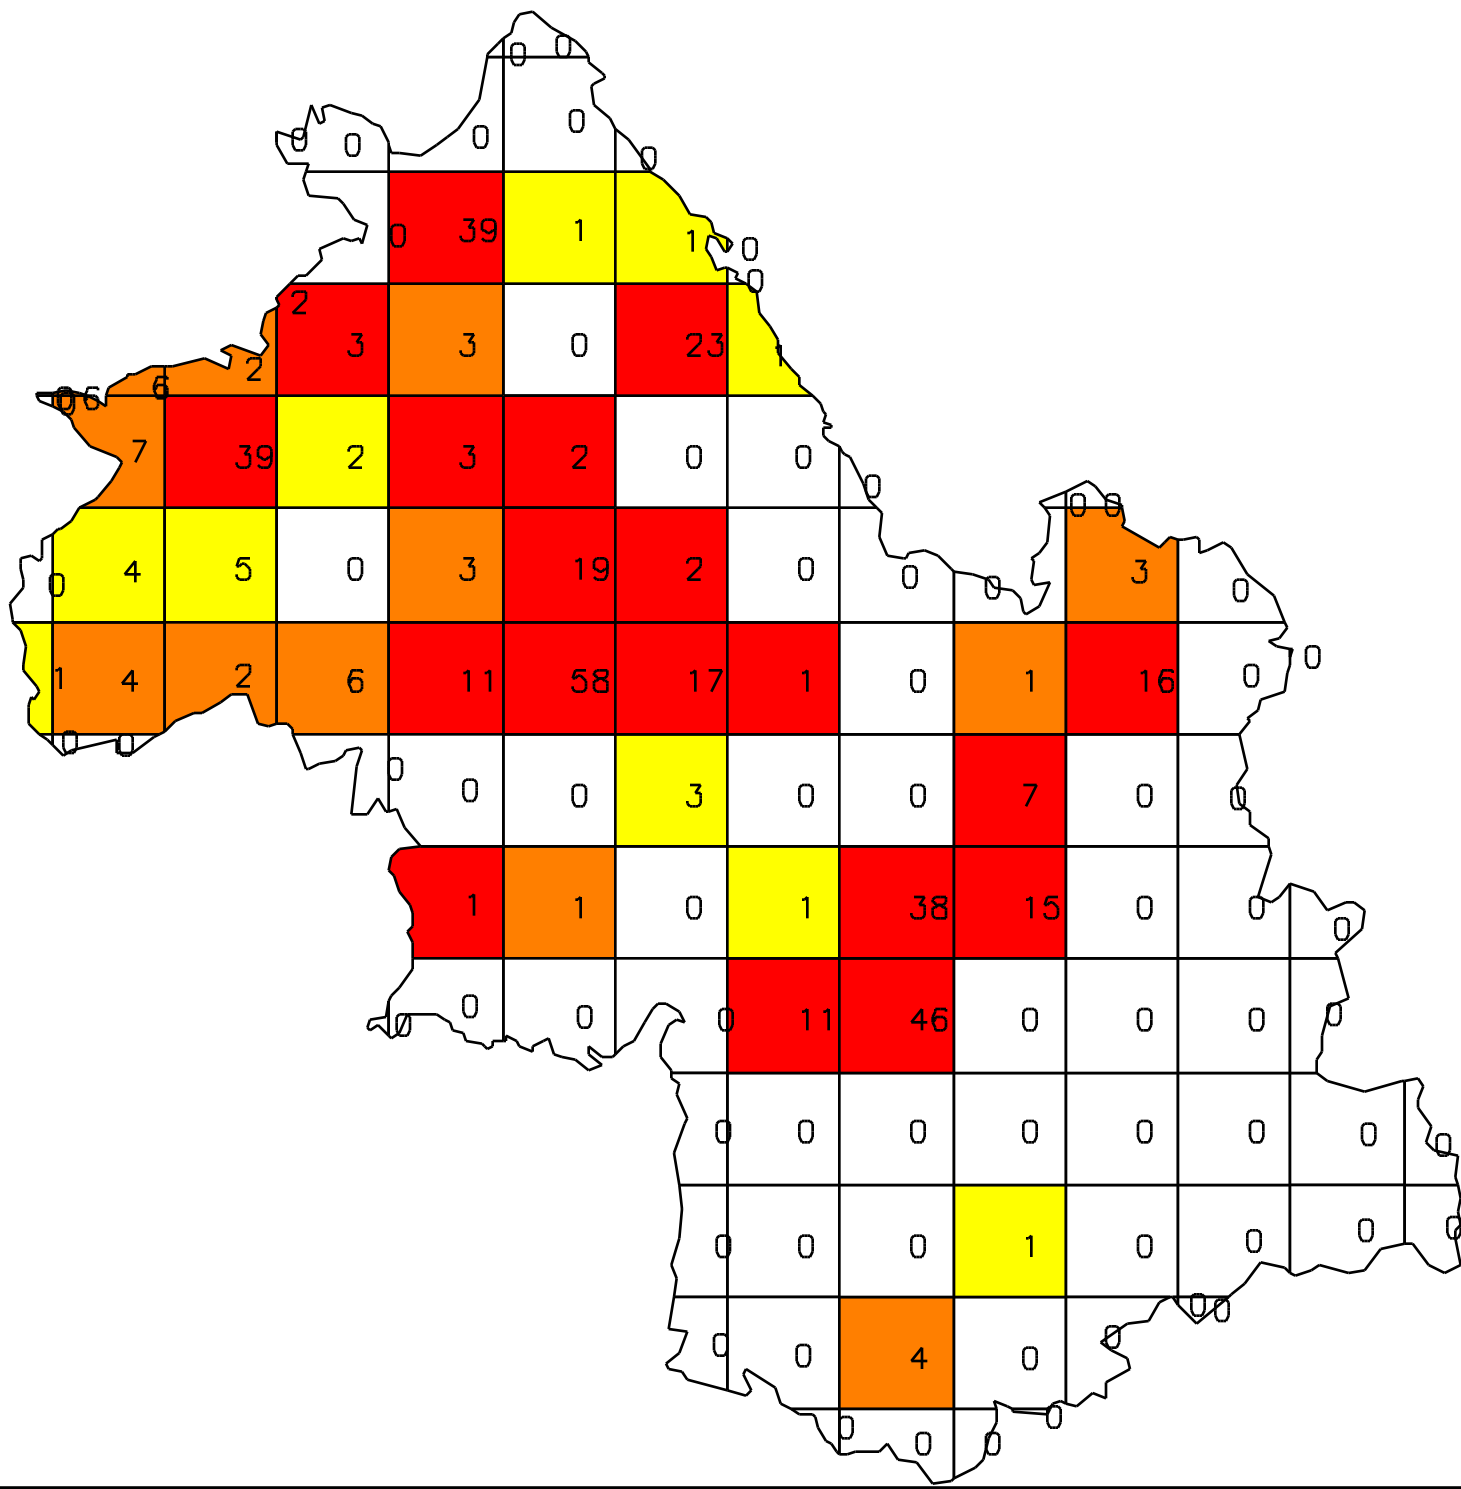 0 0
0 0 0 0 0
0 39 1 1 0
0
2 3 3 0 23 1
0 6 6 2
0
7 39 2 3 2 0 0 0
0 0
0 4 5 0 3 19 2 0 0 0 3 0
1 4 2 6 11 58 17 1 0 1 16 0 0
0 0
0 0 0 3 0 0 7 0 0
1 1 0 1 38 15 0 0 0
0 0 0 0 11 46 0 0 0 0
0 0 0 0 0 0 0 0
0 0 0 1 0 0 0 0
0 0
0 0 4 0 0
0 0 0 0